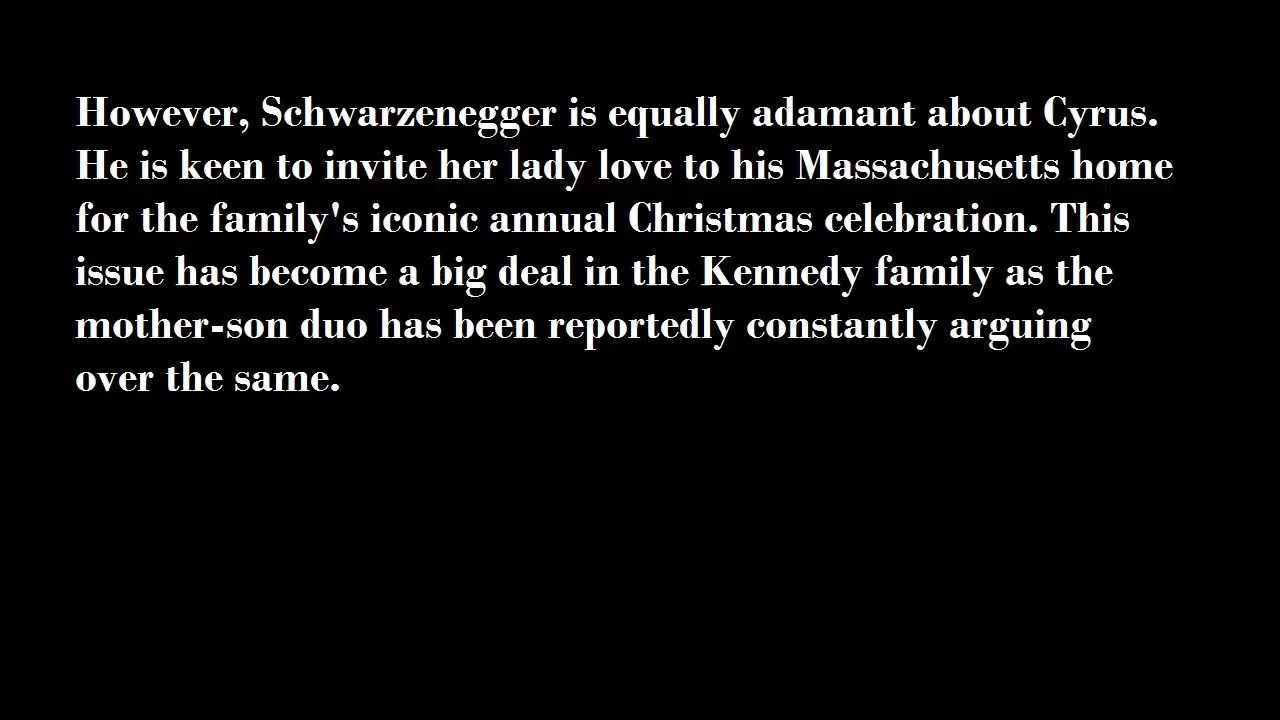 However, Schwarzenegger is equally adamant about Cyrus.
He is keen to invite her lady love to his Massachusetts home
for the family's iconic annual Christmas celebration. This
issue has become a big deal in the Kennedy family as the
mother-son duo has been reportedly constantly arguing
over the same.